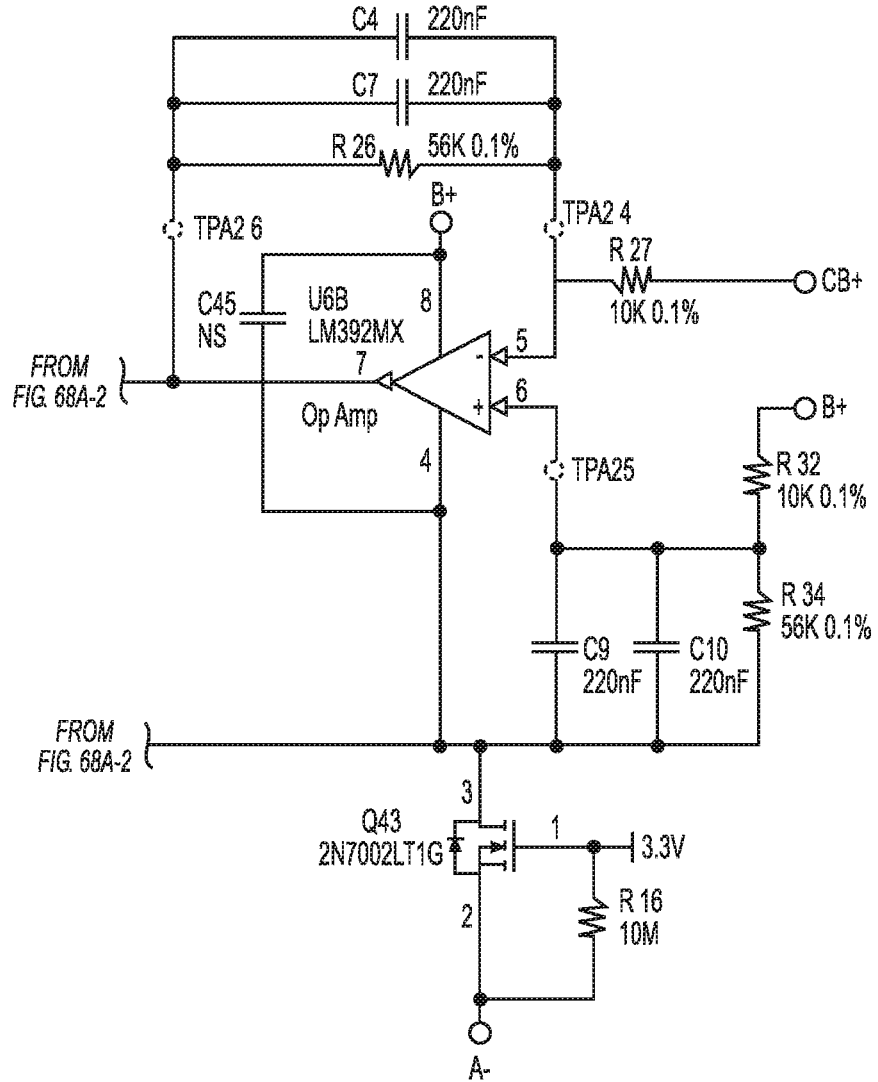 C4 220nF
C7 220nF
R 26 56K 0.1%
B+
TPA2 6
TPA2 4
R 27
CB+
10K 0.1%
C45
NS
U6B
LM392MX
8
5
-
FROM
FIG. 68A-2
7
6
+
B+
Op Amp
4
TPA25
R 32
10K 0.1%
R 34
56K 0.1%
C9
220nF
C10
220nF
FROM
FIG. 68A-2
3
Q43
2N7002LT1G
1
3.3V
2
R 16
10M
A-